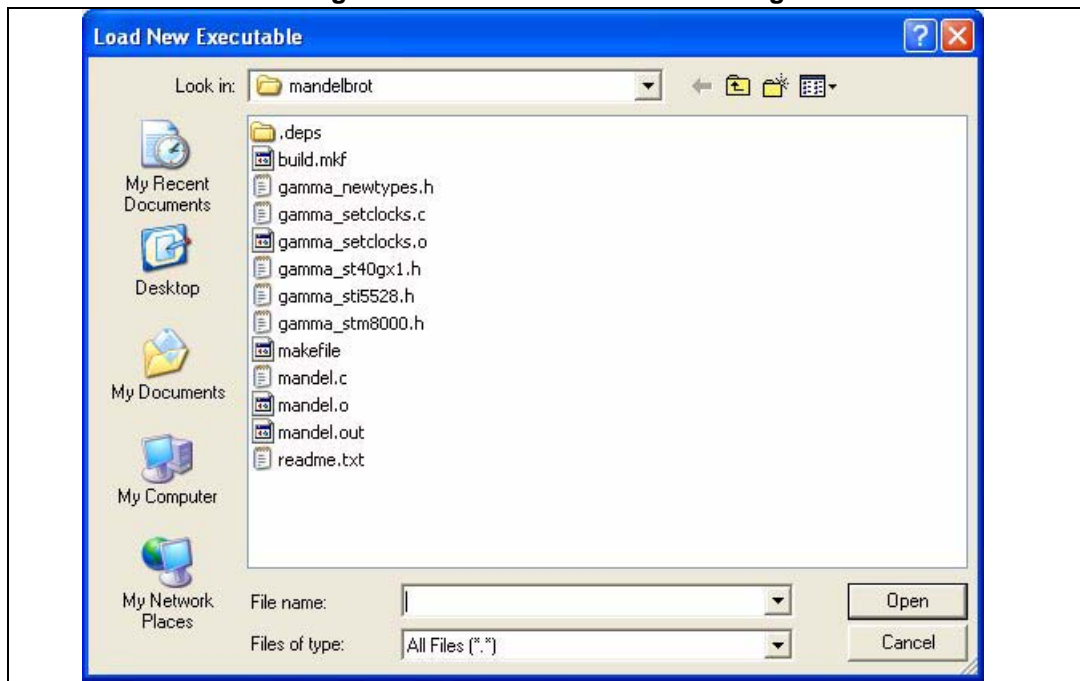 Load New Executable
Look in: mandelbrot
My Recent
Documents
Desktop
My Documents
My Computer
My Network
Places
.deps
build.mkf
gamma_newtypes.h
gamma_setclocks.c
gamma_setclocks.o
gamma_st40gx1.h
gamma_sti5528.h
gamma_stm8000.h
makefile
mandel.c
mandel.o
mandel.out
readme.txt
File name:
Open
Files of type: All Files (*.*)
Cancel